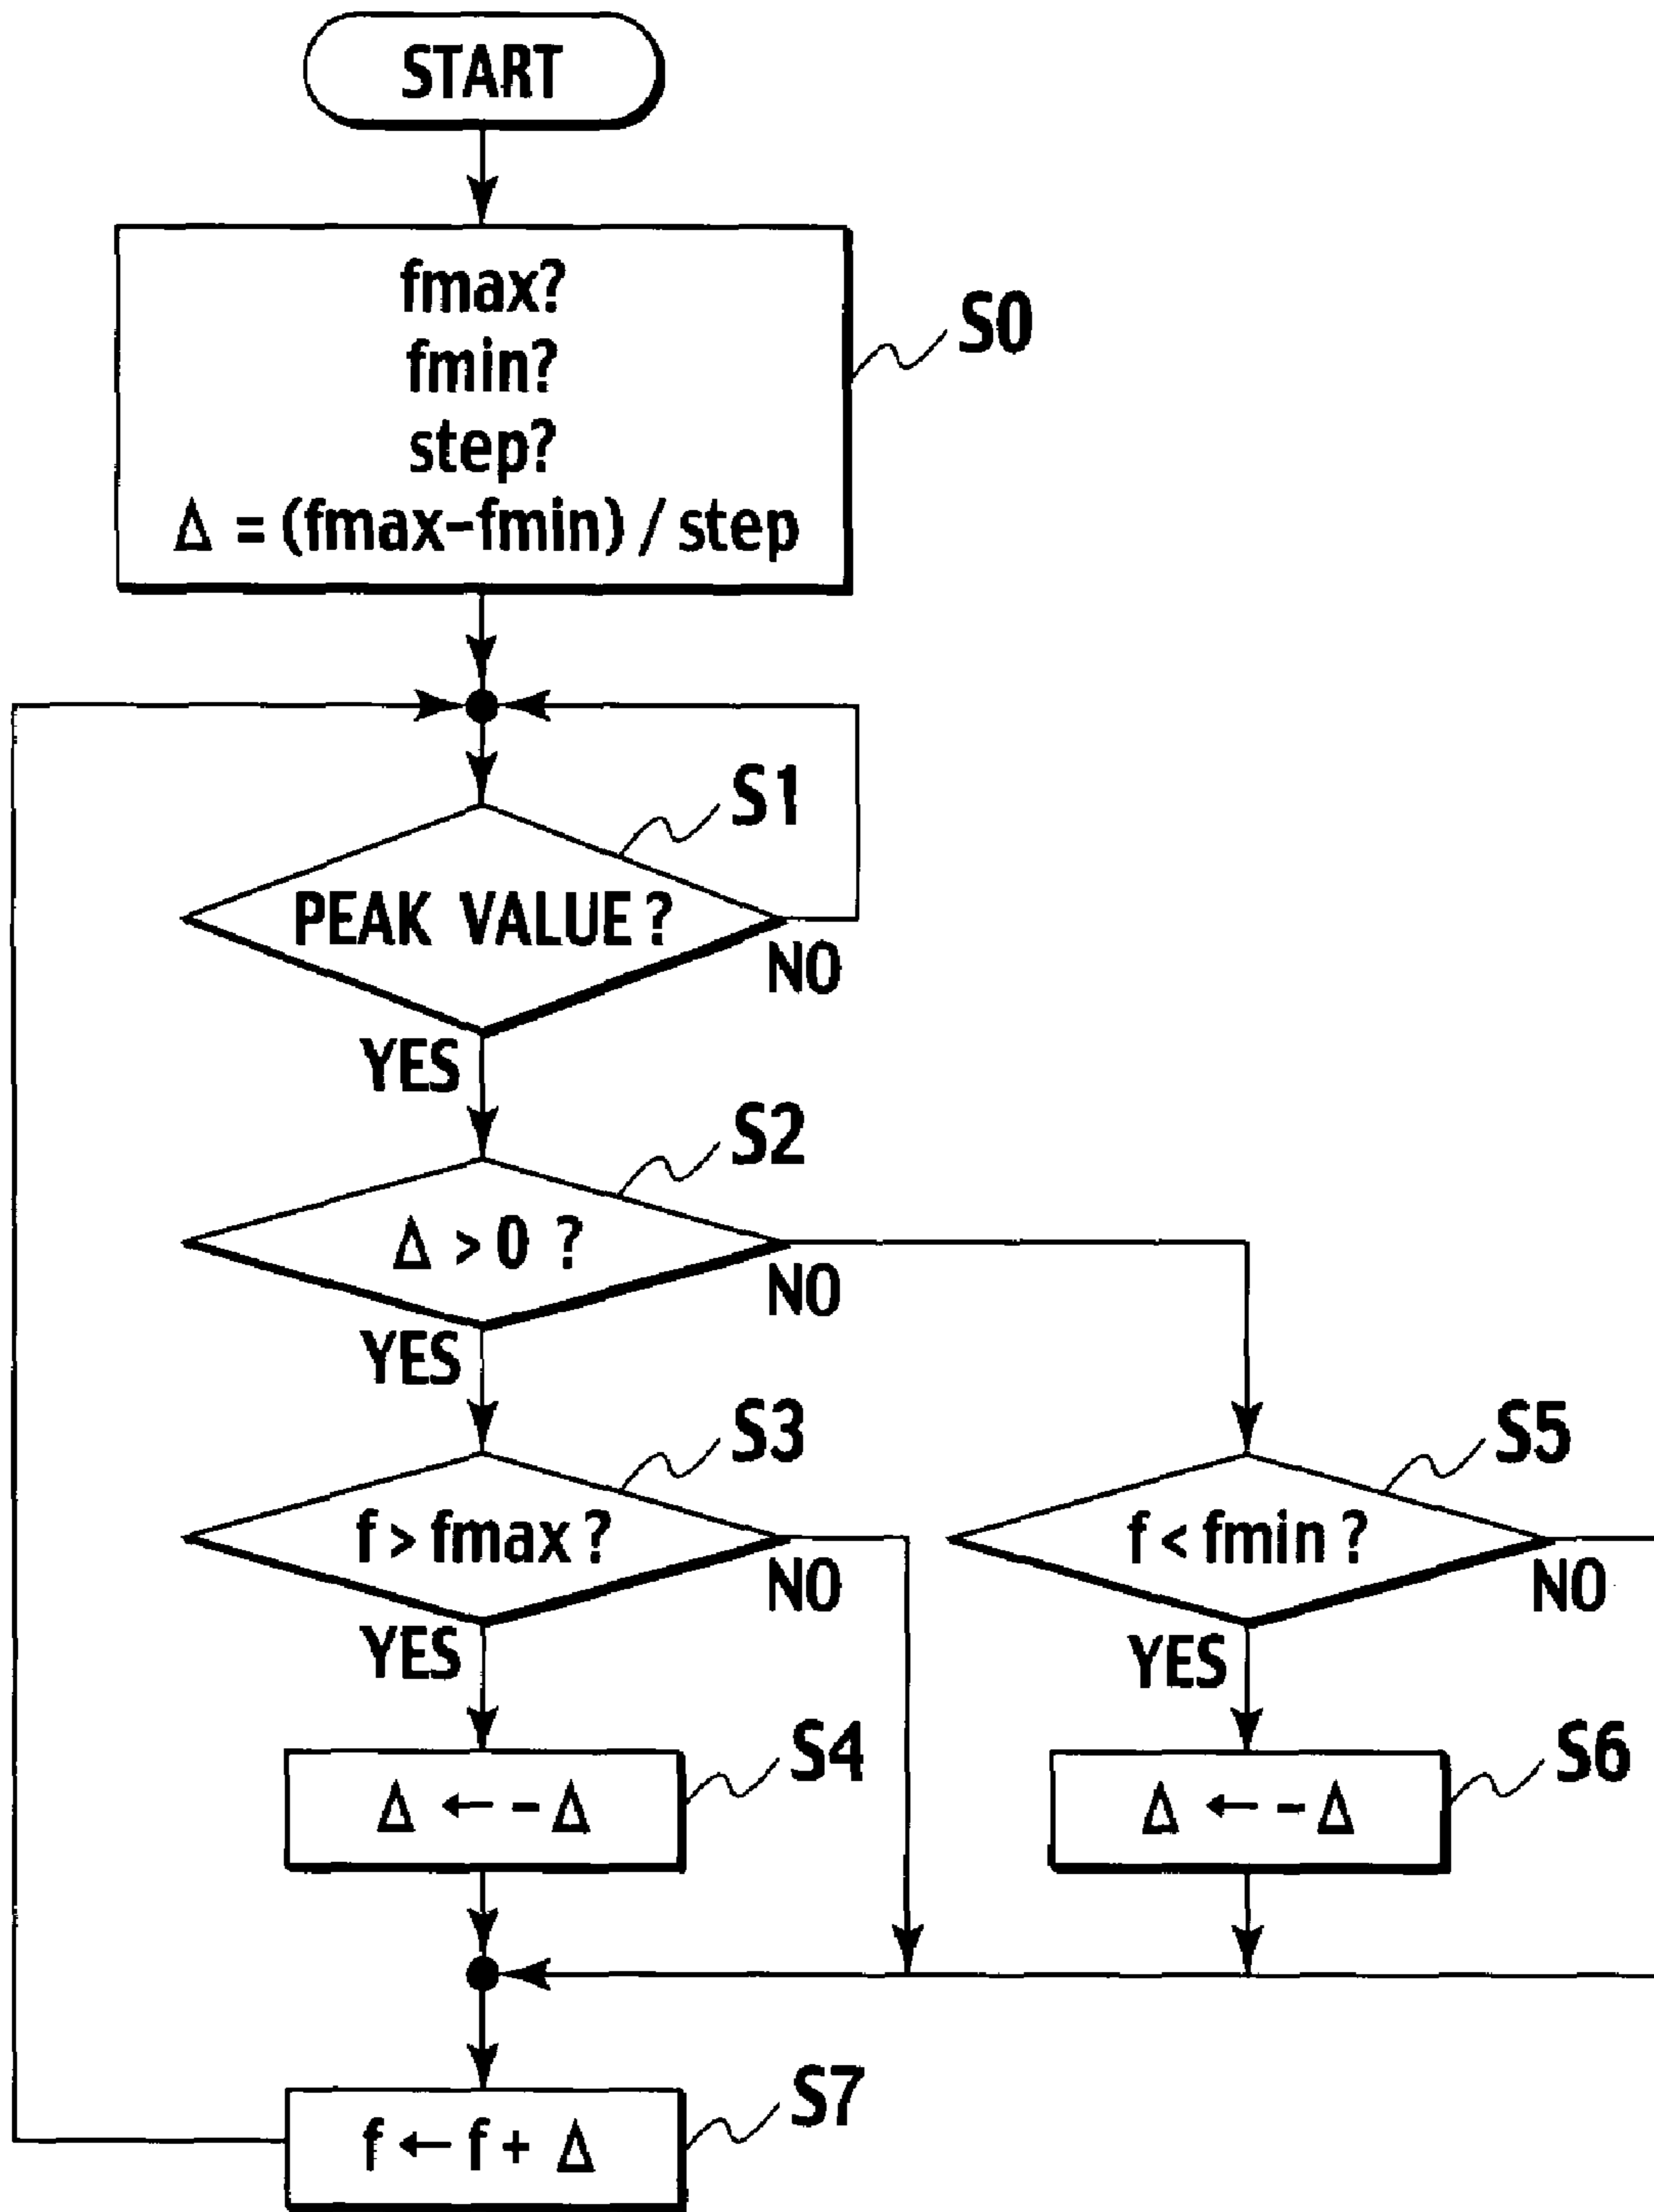 START
fmax?
fmin?
step?
Δ = (fmax-fmin) / step
S0
S1
PEAK VALUE ?
NO
YES
S2
Δ > 0 ?
NO
YES
S3
f > fmax ?
NO
YES
S5
f < fmin ?
NO
YES
S4
Δ ← - Δ
S6
Δ ← - Δ
S7
f ← f + Δ